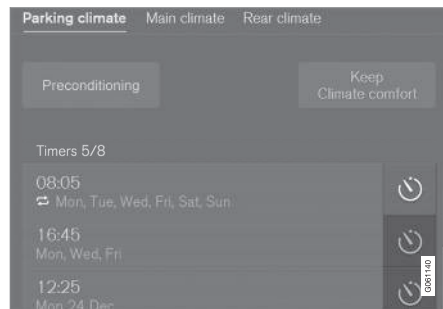 Parking climate Main climate Rear climate
Preconditioning
Keep
Climate comfort
Timers 5/8
08:05
Mon, Tue, Wed, Fri, Sat, Sun
16:45
Mon, Wed, Fri
12:25
Mon 24 Dec
G061140